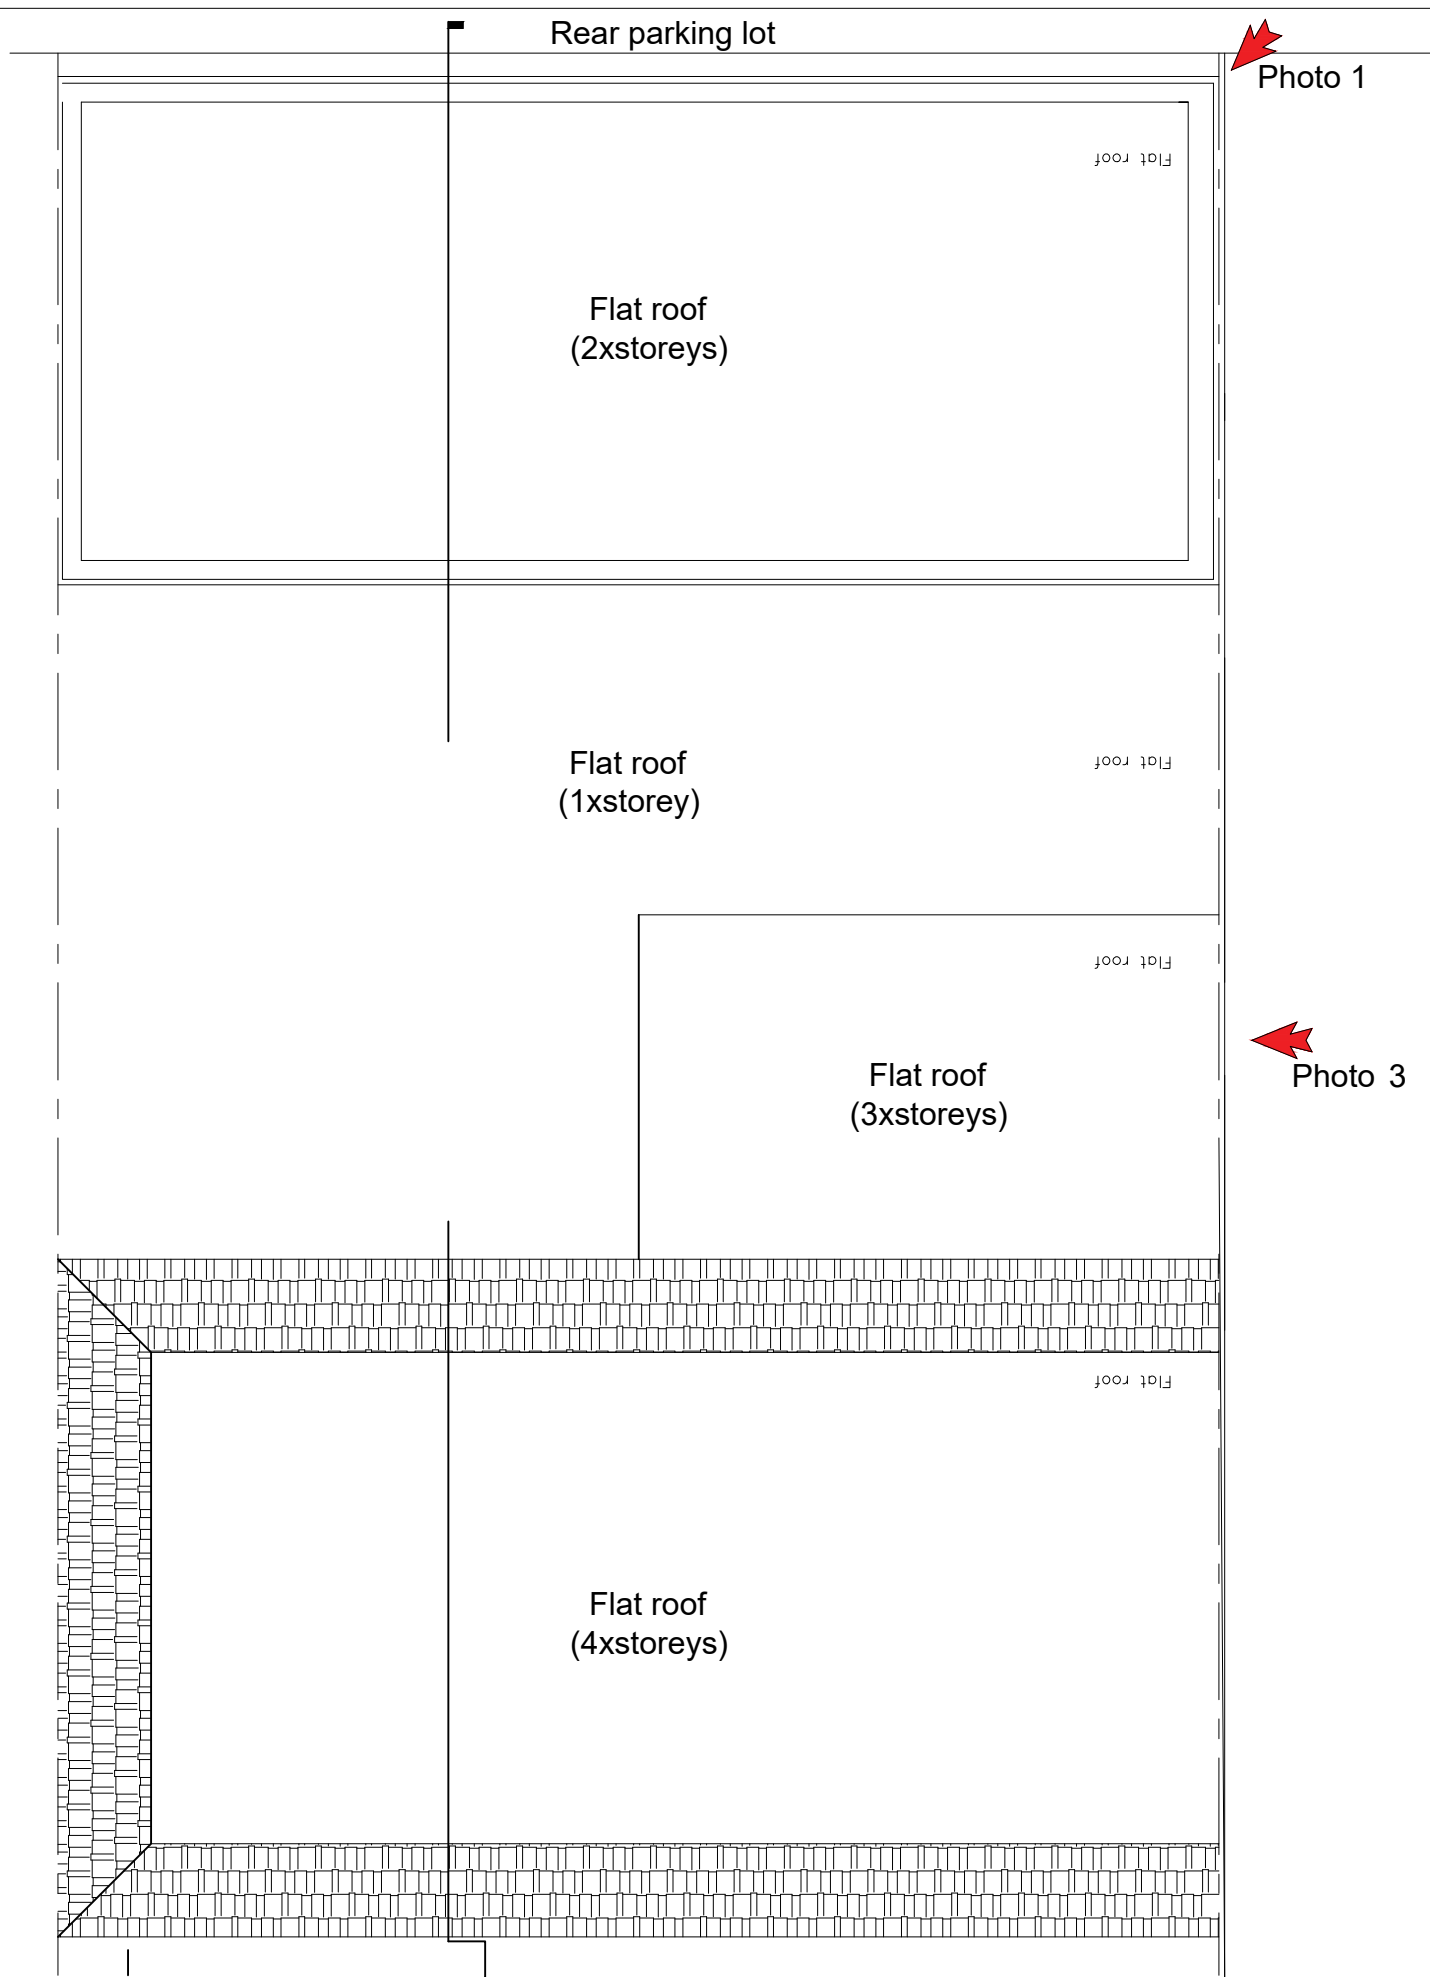 Rear parking lot
Photo 1
Flat roof
Flat roof
(2xstoreys)
Flat roof
(1xstorey)
Flat roof
Flat roof
Flat roof
(3xstoreys)
Photo 3
Flat roof
Flat roof
(4xstoreys)